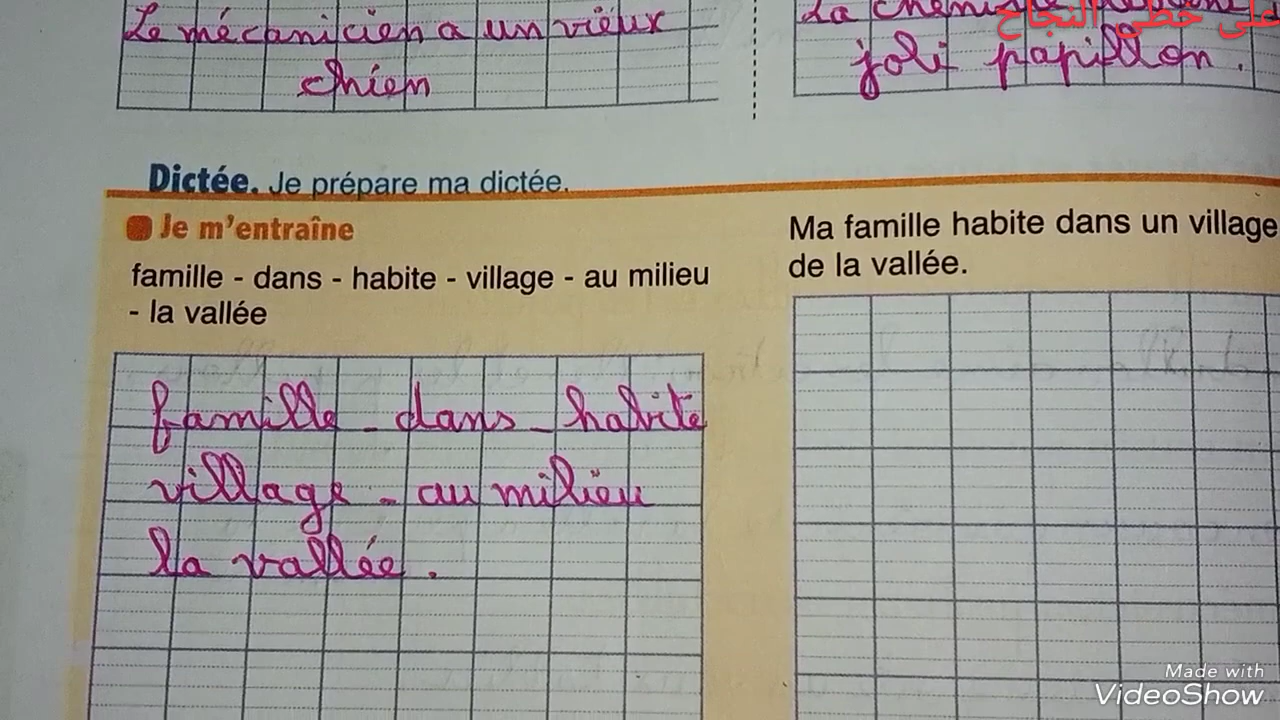 Le mécanicien a un vieux
chien
على خطى النجاح
La
joli papillon.
Dictée. Je prépare ma dictée.
Je m'entraîne
famille - dans - habite - village - au milieu
- la vallée
famille - dans - habite
village - au milieu
la vallée.
Ma famille habite dans un village
de la vallée.
Made with
VideoShow